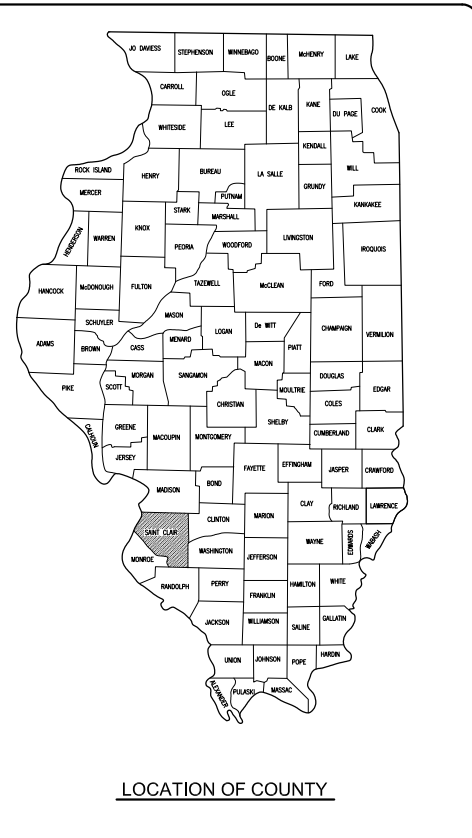 JO DAVIESS
STEPHENSON
WINNEBAGO
BOONE
McHENRY
LAKE
CARROLL
OGLE
DE KALB
KANE
DU PAGE
COOK
WHITESIDE
LEE
KENDALL
WILL
ROCK ISLAND
HENRY
BUREAU
LA SALLE
GRUNDY
MERCER
PUTNAM
KANKAKEE
STARK
MARSHALL
KNOX
HENDERSON
WARREN
PEORIA
WOODFORD
LIVINGSTON
IROQUOIS
HANCOCK
McDONOUGH
FULTON
TAZEWELL
McCLEAN
FORD
MASON
SCHUYLER
LOGAN
De WITT
CHAMPAIGN
VERMILION
ADAMS
BROWN
CASS
MENARD
PIATT
MACON
MORGAN
SANGAMON
DOUGLAS
PIKE
SCOTT
MOULTRIE
EDGAR
CHRISTIAN
COLES
SHELBY
CALHOUN
GREENE
MACOUPIN
MONTGOMERY
CUMBERLAND
CLARK
JERSEY
FAYETTE
EFFINGHAM
JASPER
CRAWFORD
MADISON
BOND
CLAY
RICHLAND
LAWRENCE
SAINT CLAIR
CLINTON
MARION
WAYNE
EDWARDS
WABASH
MONROE
WASHINGTON
JEFFERSON
RANDOLPH
PERRY
HAMILTON
WHITE
FRANKLIN
JACKSON
WILLIAMSON
SALINE
GALLATIN
UNION
JOHNSON
POPE
HARDIN
ALEXANDER
PULASKI
MASSAC
LOCATION OF COUNTY